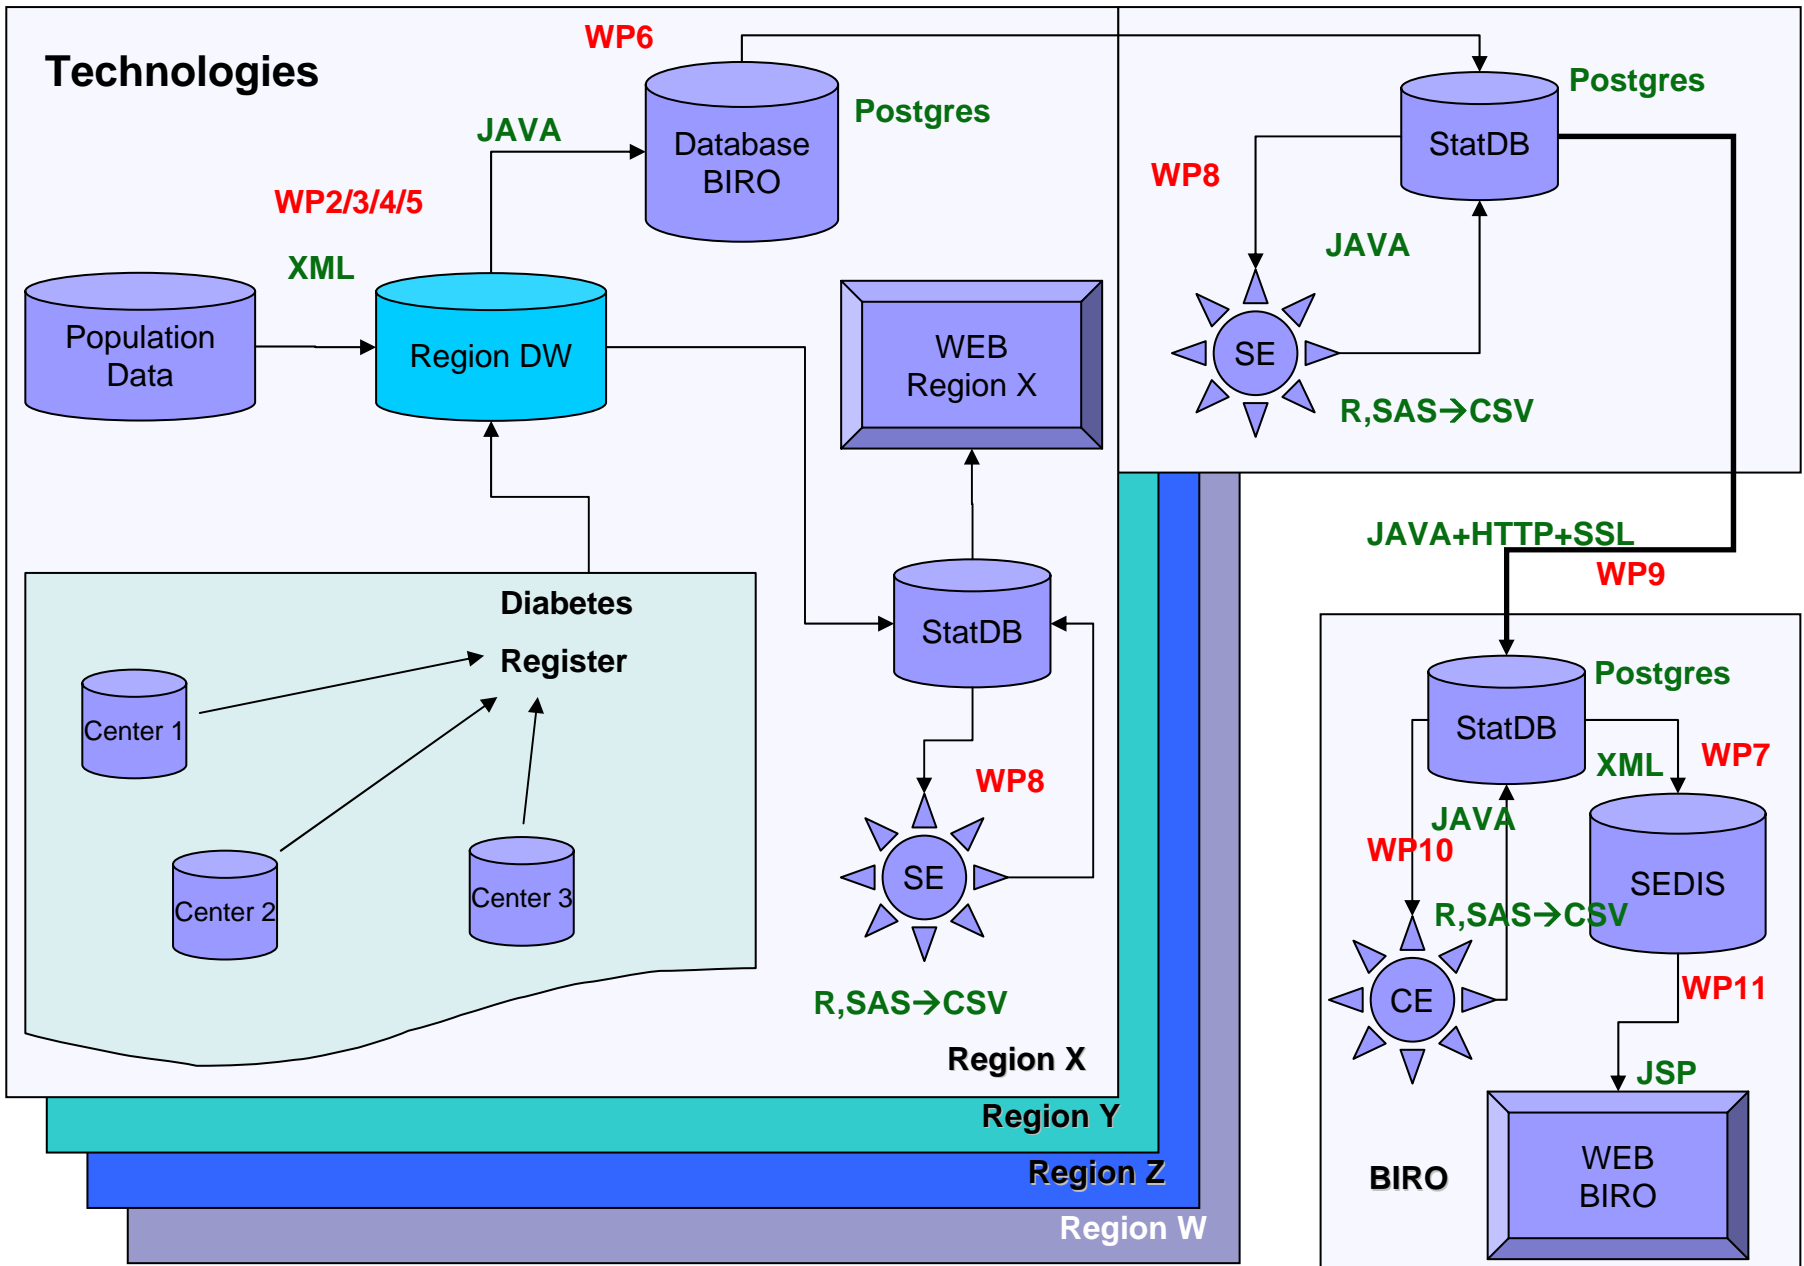 Technologies
WP6
JAVA
Database
BIRO
Postgres
WP2/3/4/5
XML
Population
Data
Region DW
WEB
Region X
Diabetes
Register
Center 1
Center 2
Center 3
StatDB
WP8
SE
R,SAS→CSV
Region X
Region Y
Region Z
Region W
Postgres
StatDB
WP8
JAVA
SE
R,SAS→CSV
JAVA+HTTP+SSL
WP9
Postgres
StatDB
WP7
XML
JAVA
WP10
SEDIS
R,SAS→CSV
CE
WP11
JSP
BIRO
WEB
BIRO